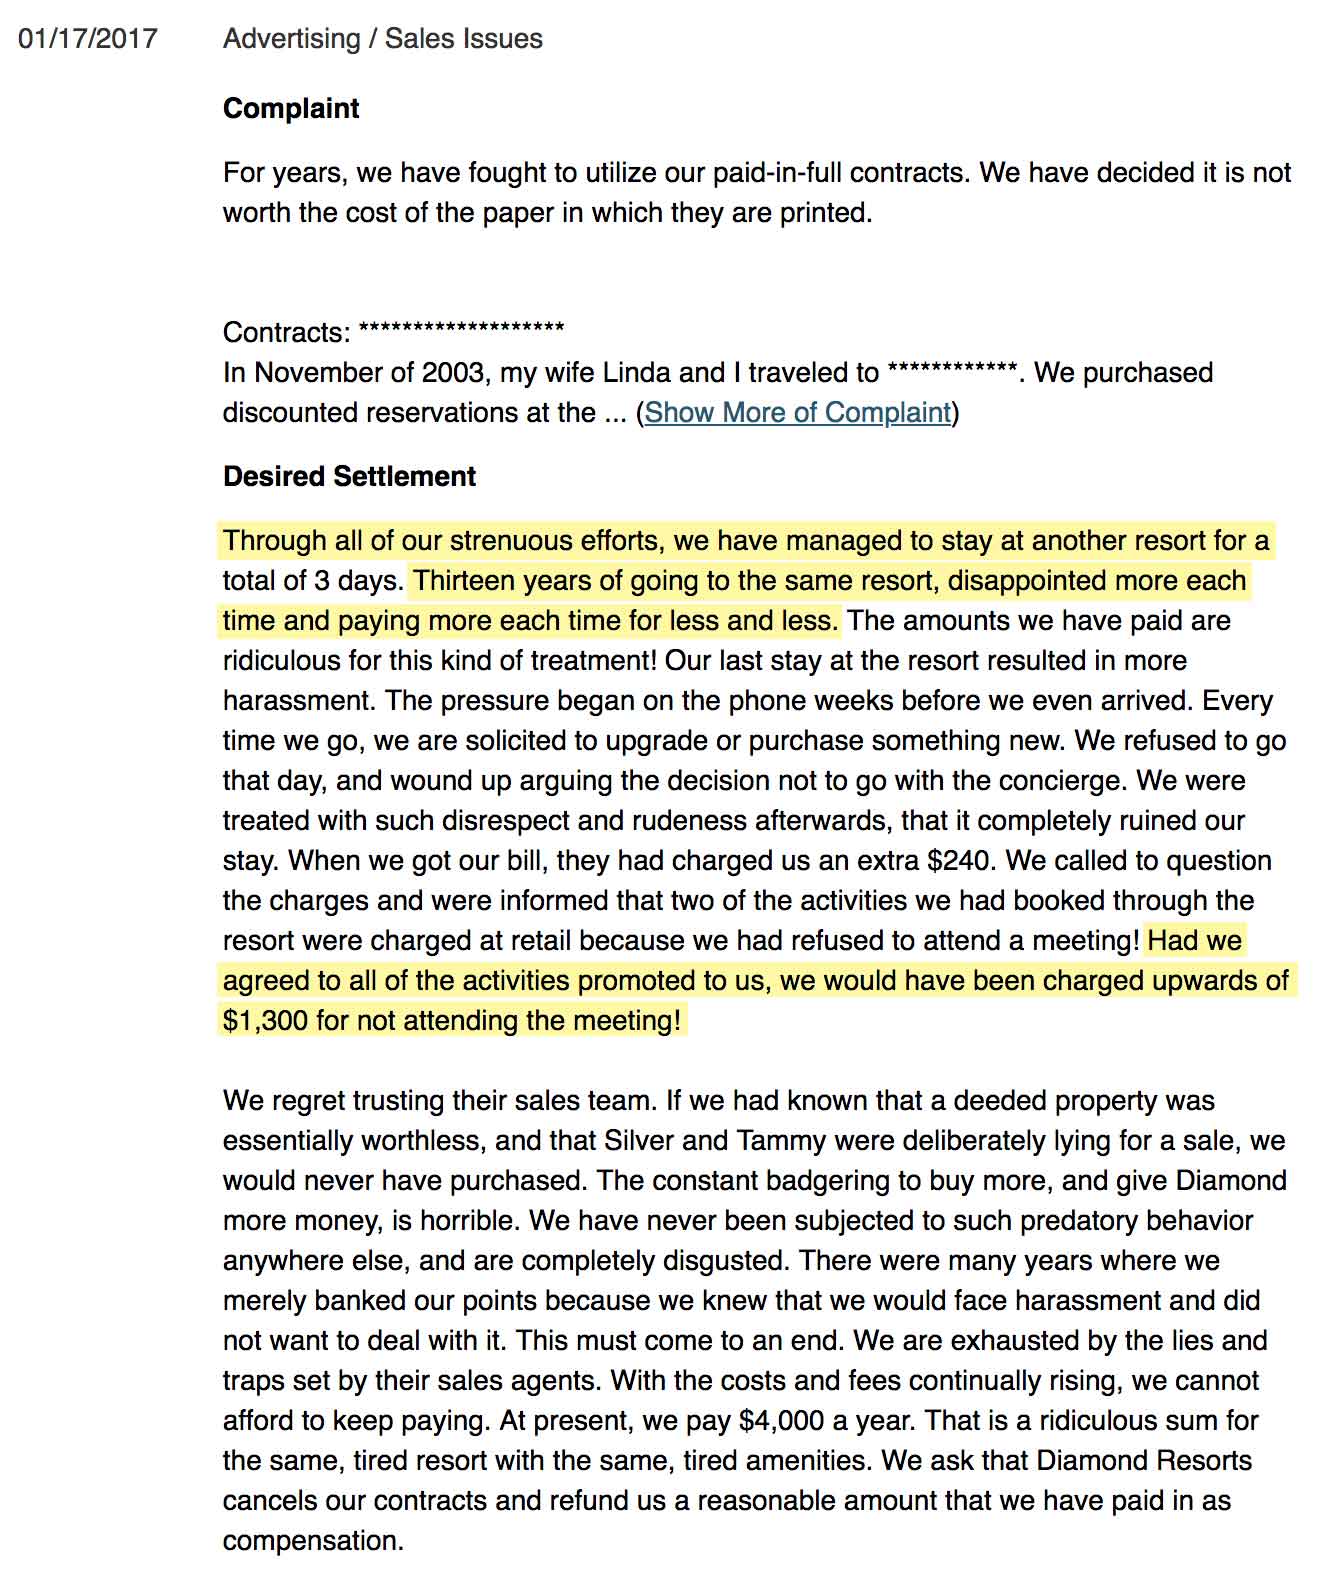 01/17/2017 Advertising / Sales Issues
Complaint
For years, we have fought to utilize our paid-in-full contracts. We have decided it is not
worth the cost of the paper in which they are printed.
Contracts: *******************
In November of 2003, my wife Linda and I traveled to ************. We purchased
discounted reservations at the ... (Show More of Complaint)
Desired Settlement
Through all of our strenuous efforts, we have managed to stay at another resort for a
total of 3 days. Thirteen years of going to the same resort, disappointed more each
time and paying more each time for less and less. The amounts we have paid are
ridiculous for this kind of treatment! Our last stay at the resort resulted in more
harassment. The pressure began on the phone weeks before we even arrived. Every
time we go, we are solicited to upgrade or purchase something new. We refused to go
that day, and wound up arguing the decision not to go with the concierge. We were
treated with such disrespect and rudeness afterwards, that it completely ruined our
stay. When we got our bill, they had charged us an extra $240. We called to question
the charges and were informed that two of the activities we had booked through the
resort were charged at retail because we had refused to attend a meeting! Had we
agreed to all of the activities promoted to us, we would have been charged upwards of
$1,300 for not attending the meeting!
We regret trusting their sales team. If we had known that a deeded property was
essentially worthless, and that Silver and Tammy were deliberately lying for a sale, we
would never have purchased. The constant badgering to buy more, and give Diamond
more money, is horrible. We have never been subjected to such predatory behavior
anywhere else, and are completely disgusted. There were many years where we
merely banked our points because we knew that we would face harassment and did
not want to deal with it. This must come to an end. We are exhausted by the lies and
traps set by their sales agents. With the costs and fees continually rising, we cannot
afford to keep paying. At present, we pay $4,000 a year. That is a ridiculous sum for
the same, tired resort with the same, tired amenities. We ask that Diamond Resorts
cancels our contracts and refund us a reasonable amount that we have paid in as
compensation.